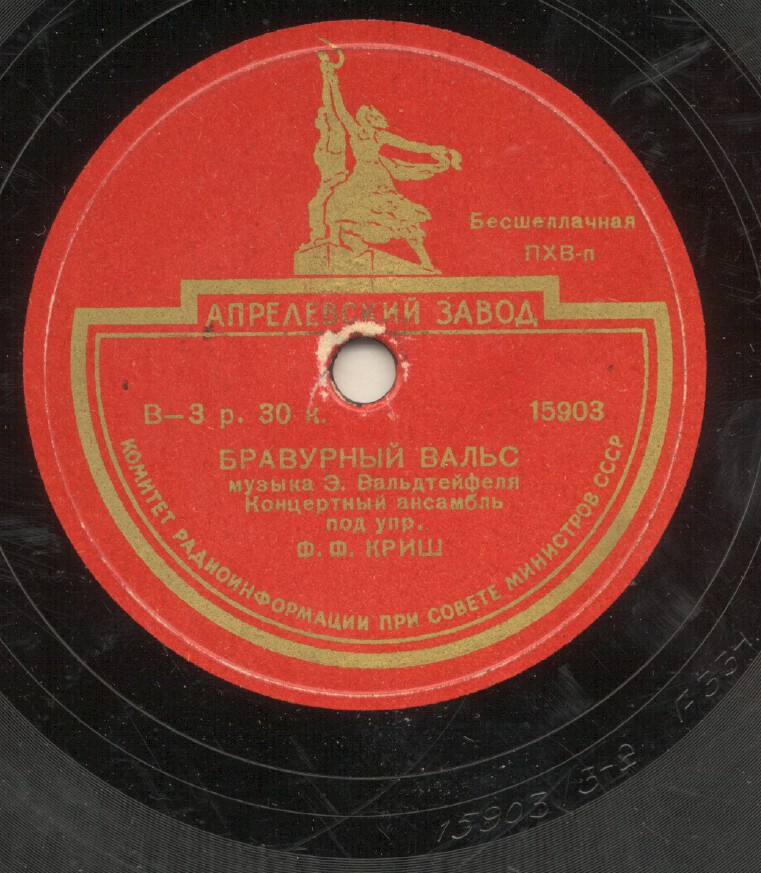 Бесшеллачная
ПХВ-п
АПРЕЛЕВСКИЙ ЗАВОД
В—3 р. 30 к.
15903
БРАВУРНЫЙ ВАЛЬС
музыка Э. Вальдтейфеля
Концертный ансамбль
под упр.
Ф. Ф. КРИШ
КОМИТЕТ РАДИОИНФОРМАЦИИ ПРИ СОВЕТЕ МИНИСТРОВ СССР
15903